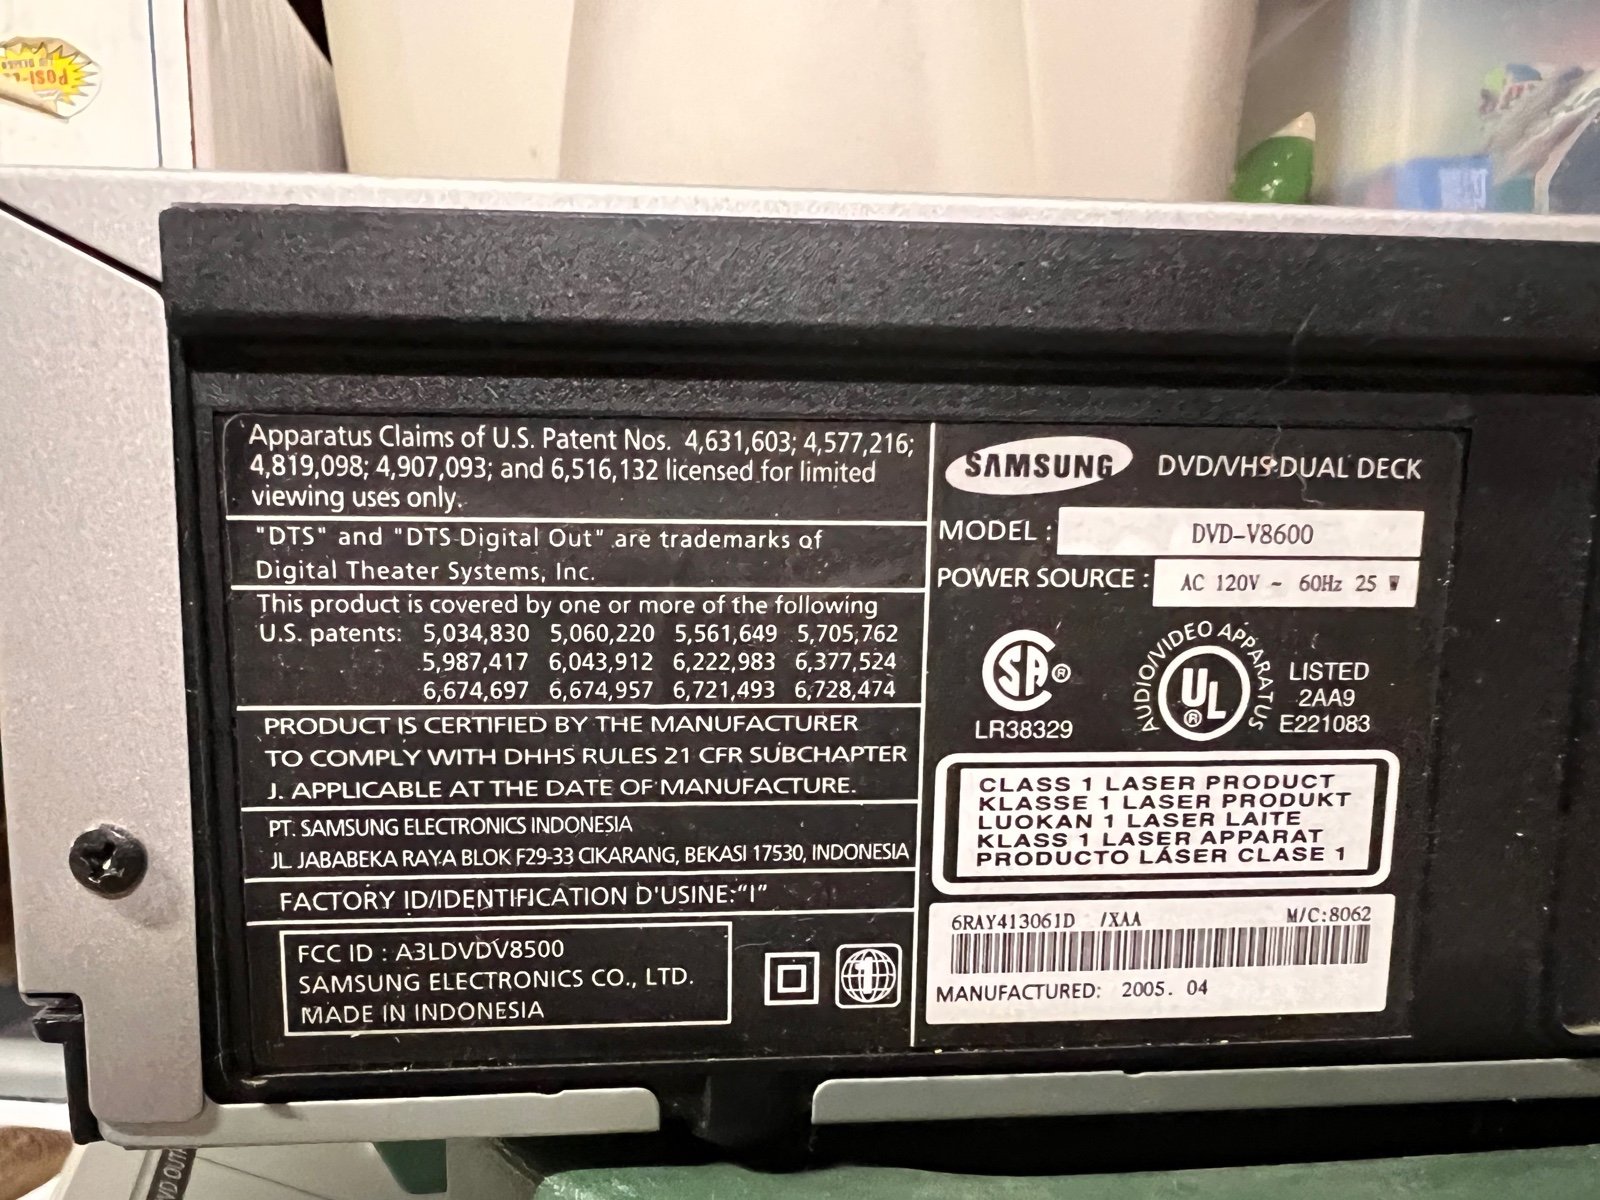 Apparatus Claims of U.S. Patent Nos. 4,631,603; 4,577,216;
4,819,098; 4,907,093; and 6,516,132 licensed for limited
viewing uses only.
"DTS" and "DTS Digital Out" are trademarks of
Digital Theater Systems, Inc.
This product is covered by one or more of the following
U.S. patents: 5,034,830 5,060,220 5,561,649 5,705,762
5,987,417 6,043,912 6,222,983 6,377,524
6,674,697 6,674,957 6,721,493 6,728,474
PRODUCT IS CERTIFIED BY THE MANUFACTURER
TO COMPLY WITH DHHS RULES 21 CFR SUBCHAPTER
J. APPLICABLE AT THE DATE OF MANUFACTURE.
PT. SAMSUNG ELECTRONICS INDONESIA
JL. JABABEKA RAYA BLOK F29-33 CIKARANG, BEKASI 17530, INDONESIA
FACTORY ID/IDENTIFICATION D'USINE:"I"
FCC ID : A3LDVDV8500
SAMSUNG ELECTRONICS CO., LTD.
MADE IN INDONESIA
1
SAMSUNG DVD/VHS DUAL DECK
MODEL : DVD-V8600
POWER SOURCE : AC 120V ~ 60Hz 25 W
SA ®
LR38329
AUDIO/VIDEO APPARATUS
UL ®
LISTED
2AA9
E221083
CLASS 1 LASER PRODUCT
KLASSE 1 LASER PRODUKT
LUOKAN 1 LASER LAITE
KLASS 1 LASER APPARAT
PRODUCTO LÁSER CLASE 1
6RAY413061D /XAA M/C:8062
MANUFACTURED: 2005. 04